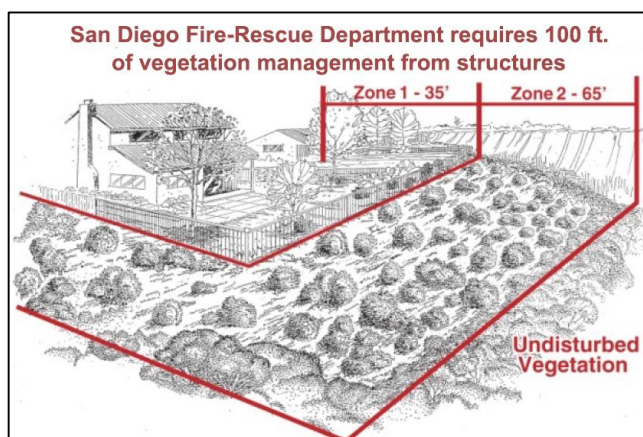 San Diego Fire-Rescue Department requires 100 ft.
of vegetation management from structures
Zone 1 - 35'
Zone 2 - 65'
Undisturbed
Vegetation